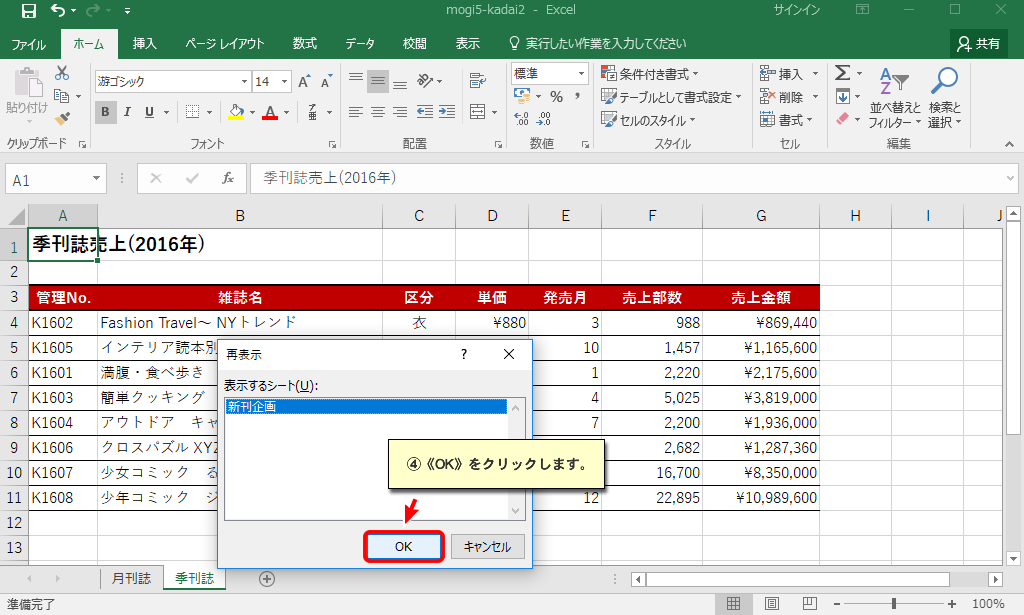 mogi5-kadai2 - Excel
サインイン
ファイル ホーム 挿入 ページ レイアウト 数式 データ 校閲 表示 実行したい作業を入力してください 共有
貼り付け
クリップボード
游ゴシック 14
B I U
フォント
配置
標準
% ,
数値
条件付き書式
テーブルとして書式設定
セルのスタイル
スタイル
挿入
削除
書式
セル
並べ替えと
フィルター
検索と
選択
編集
A1 fx 季刊誌売上(2016年)
A B C D E F G H I J
1 季刊誌売上(2016年)
2
3 管理No. 雑誌名 区分 単価 発売月 売上部数 売上金額
4 K1602 Fashion Travel～ NYトレンド 衣 ¥880 3 988 ¥869,440
5 K1605 インテリア読本別 10 1,457 ¥1,165,600
6 K1601 満腹・食べ歩き 1 2,220 ¥2,175,600
7 K1603 簡単クッキング 4 5,025 ¥3,819,000
8 K1604 アウトドア キャ 7 2,200 ¥1,936,000
9 K1606 クロスパズル XYZ 2,682 ¥1,287,360
10 K1607 少女コミック る 16,700 ¥8,350,000
11 K1608 少年コミック ジ 12 22,895 ¥10,989,600
12
13
再表示 ?
表示するシート(U):
新刊企画
④《OK》をクリックします。
OK キャンセル
月刊誌 季刊誌
準備完了 100%